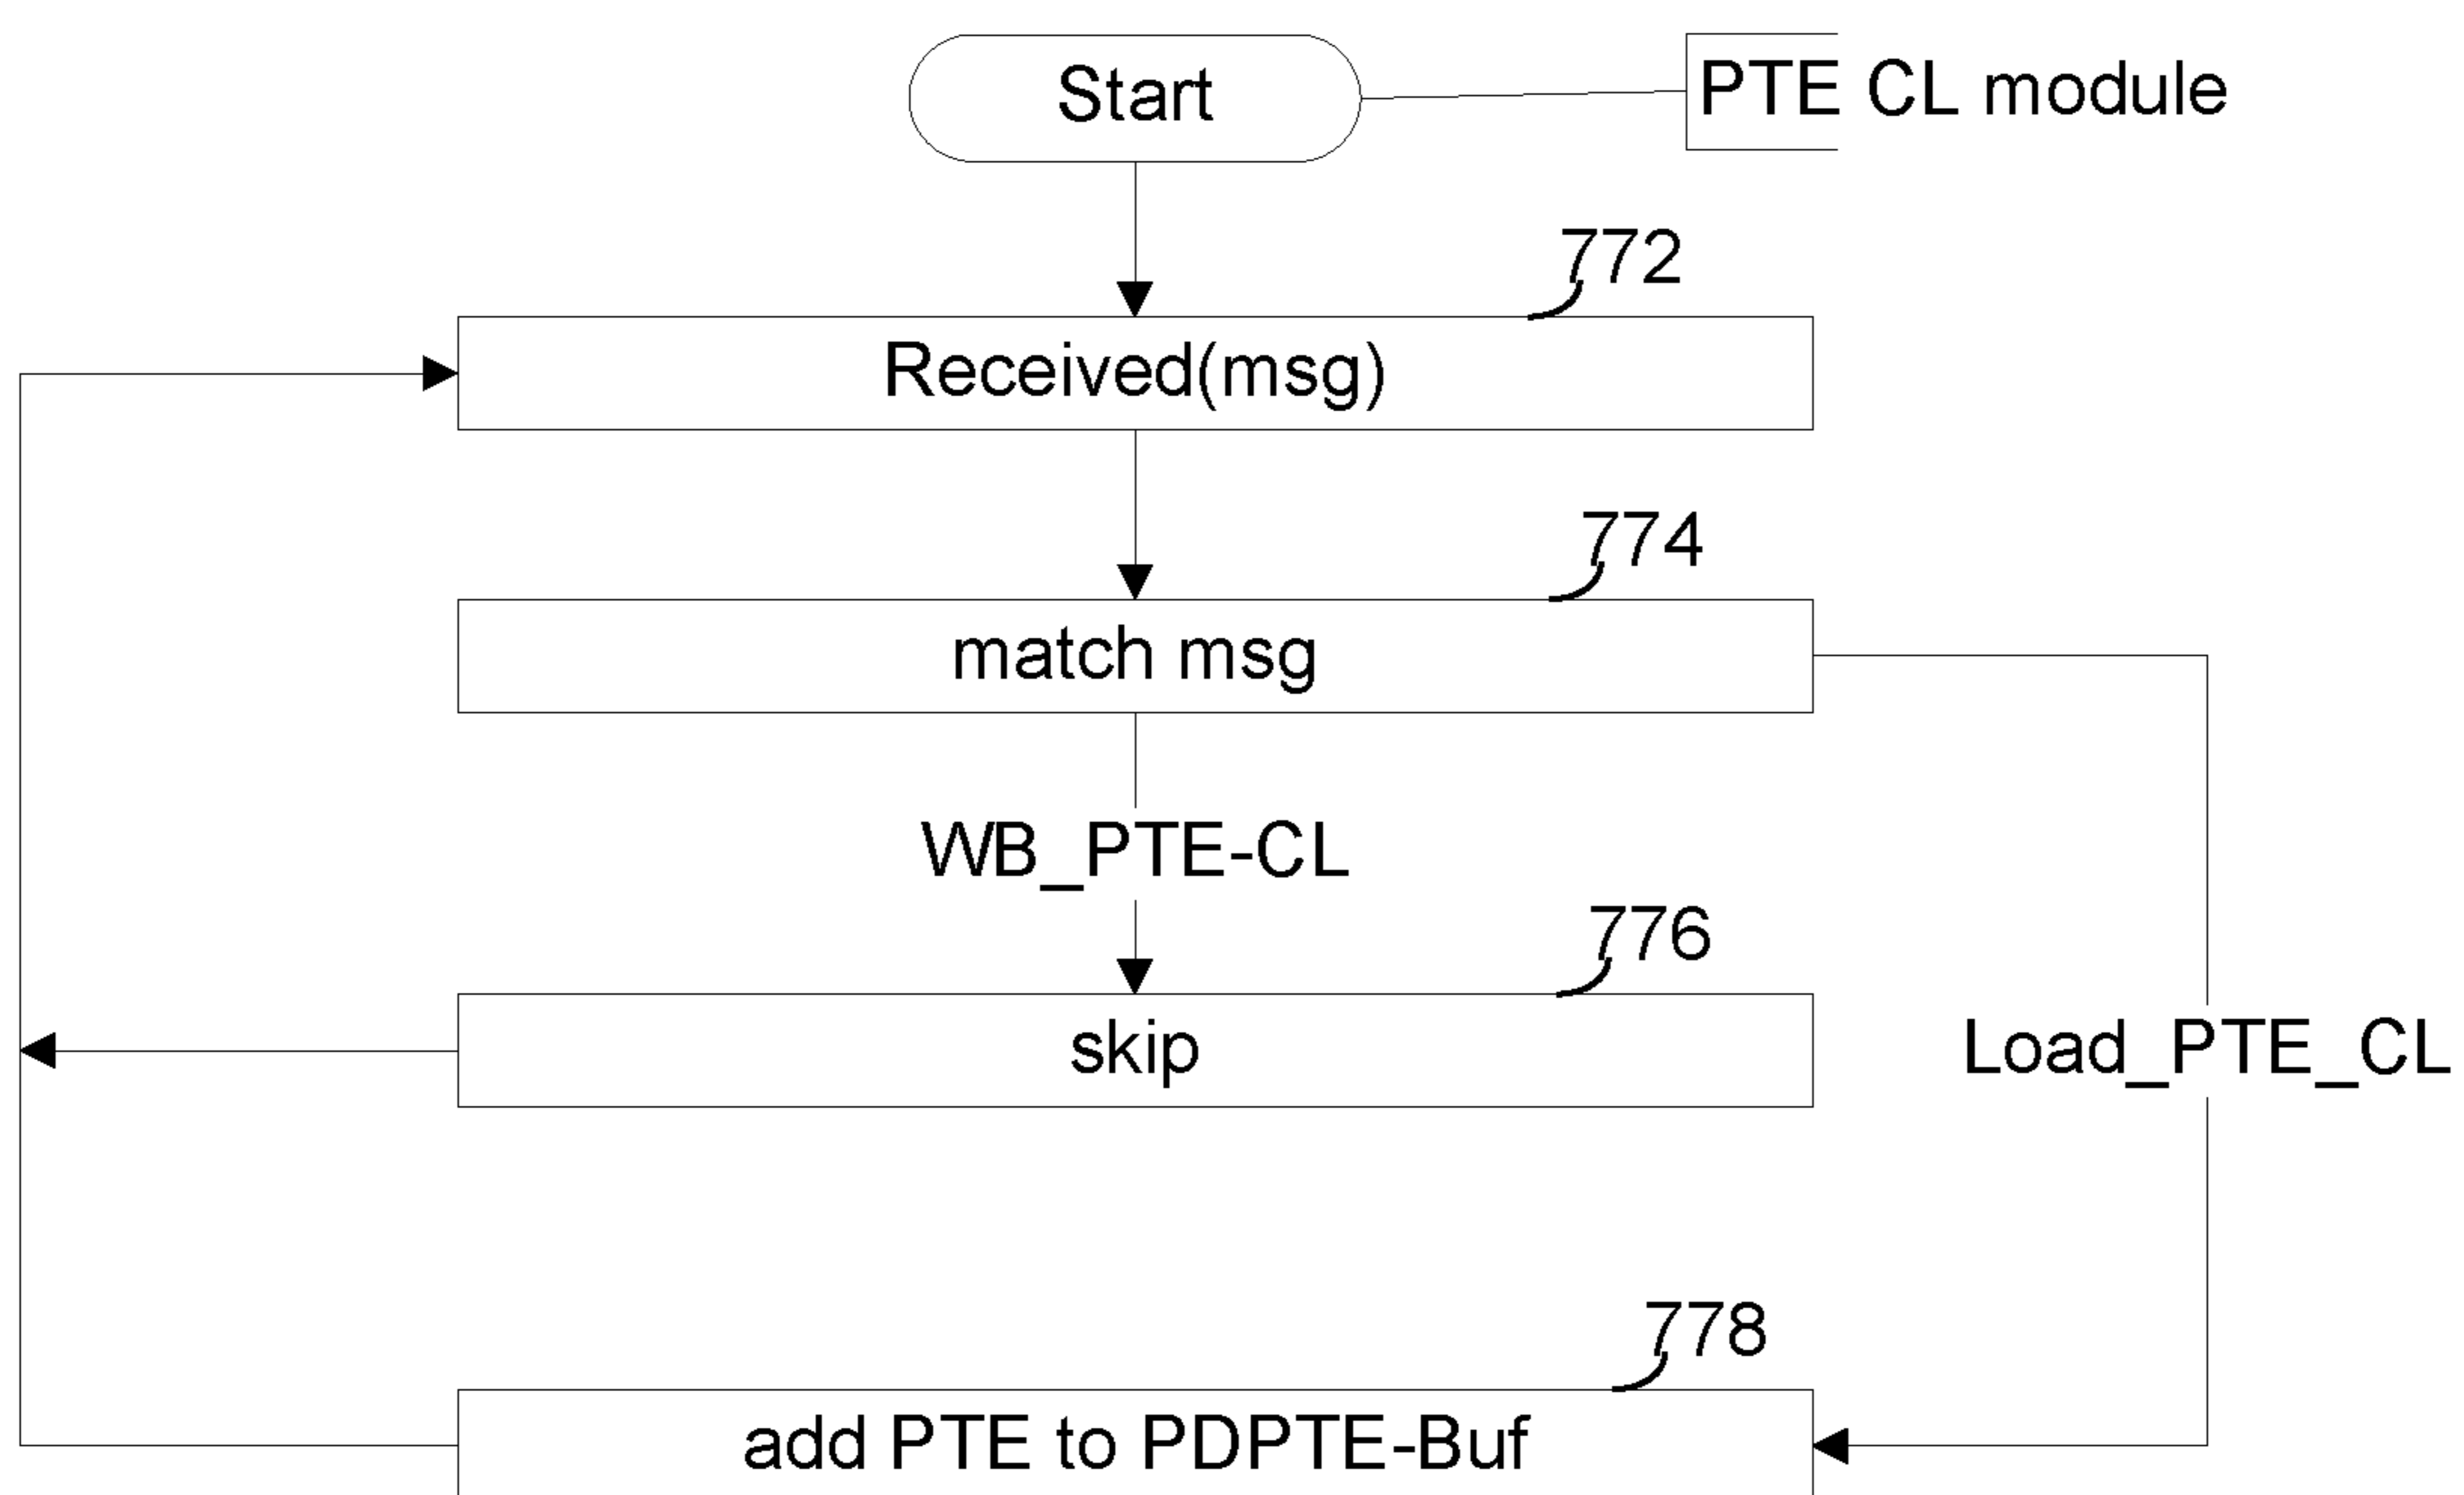 Start
PTE CL module
772
Received(msg)
774
match msg
WB_PTE-CL
776
skip
Load_PTE_CL
778
add PTE to PDPTE-Buf